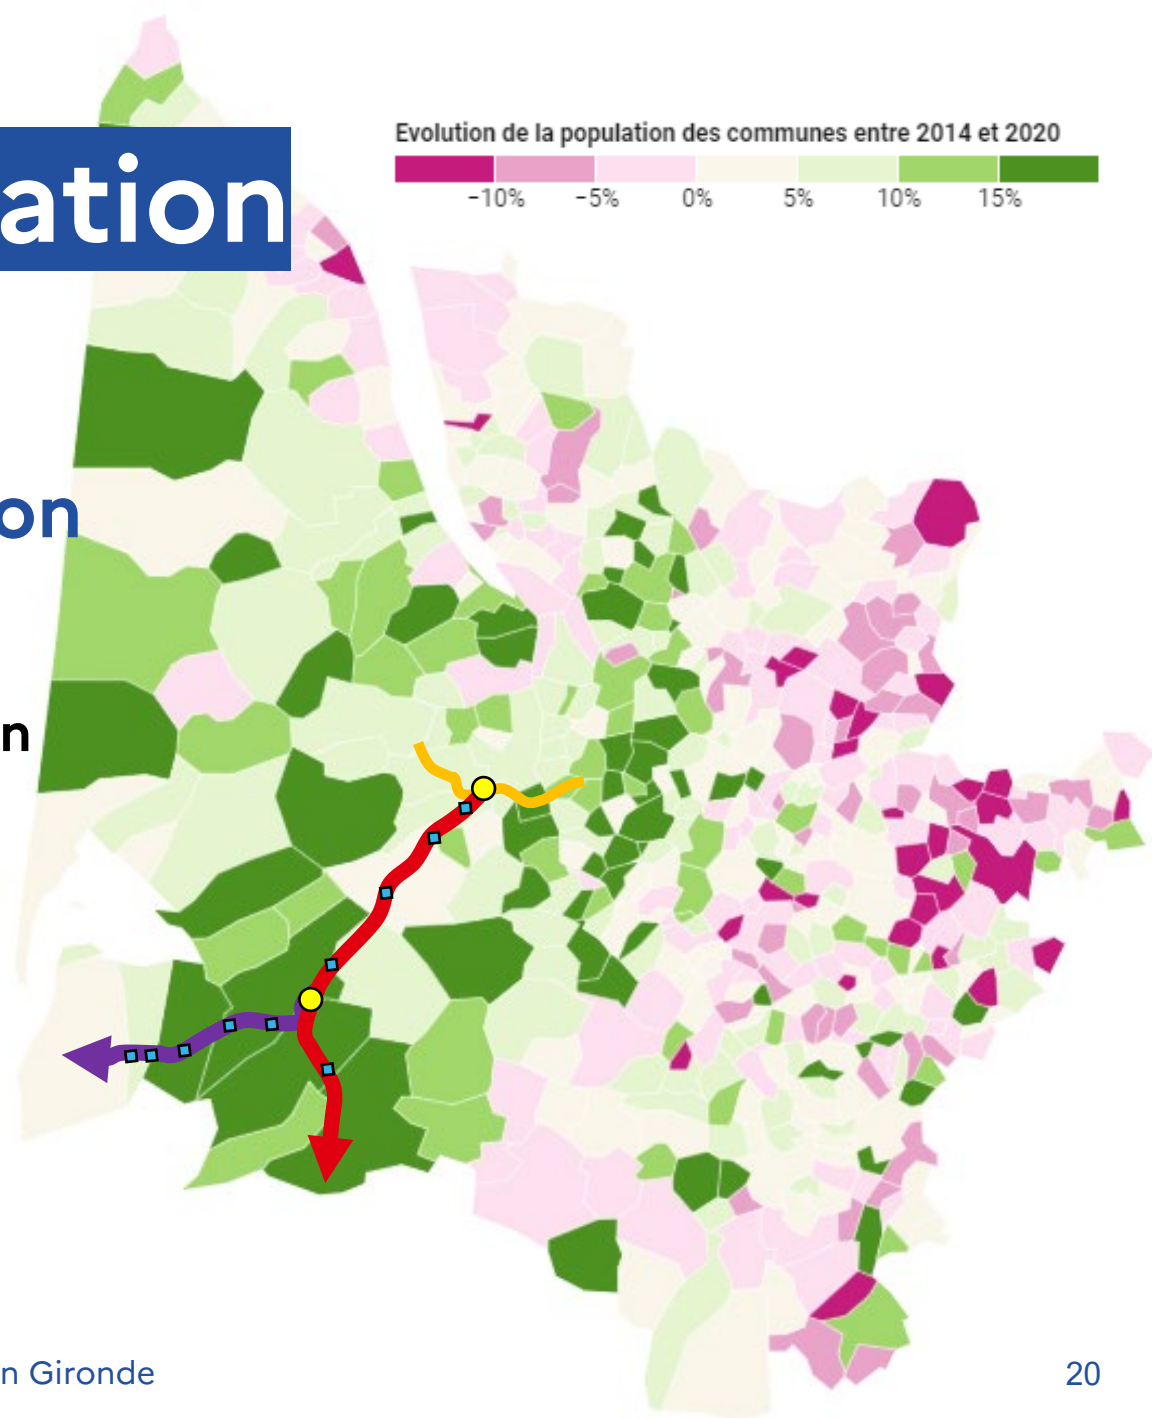 ation
Evolution de la population des communes entre 2014 et 2020
−10% −5% 0% 5% 10% 15%
on
n
n Gironde
20